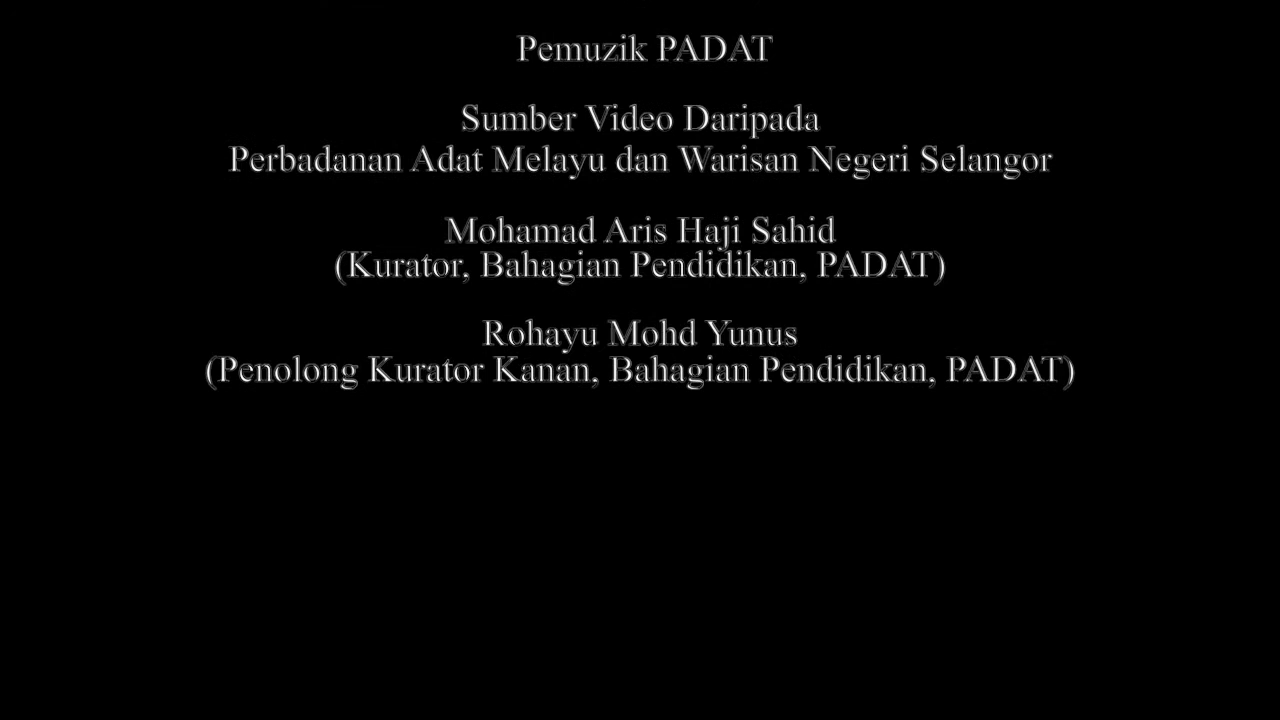 Pemuzik PADAT
Sumber Video Daripada
Perbadanan Adat Melayu dan Warisan Negeri Selangor
Mohamad Aris Haji Sahid
(Kurator, Bahagian Pendidikan, PADAT)
Rohayu Mohd Yunus
(Penolong Kurator Kanan, Bahagian Pendidikan, PADAT)